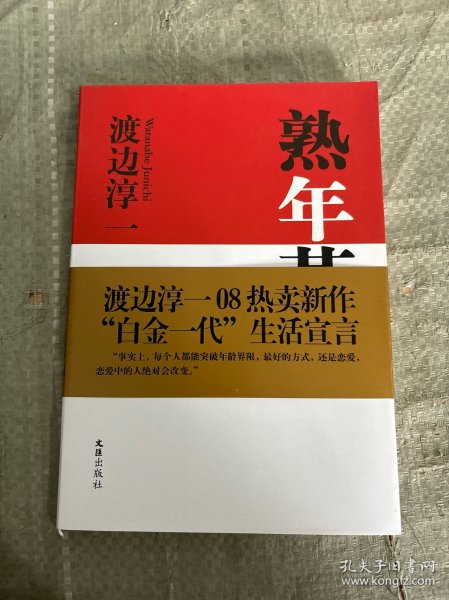 熟年
渡边淳一
Watanabe Junichi
渡边淳一08热卖新作
“白金一代”生活宣言
“事实上，每个人都能突破年龄界限，最好的方式，还是恋爱，
恋爱中的人绝对会改变。”
文匯出版社
孔夫子旧书网
www.kongfz.com